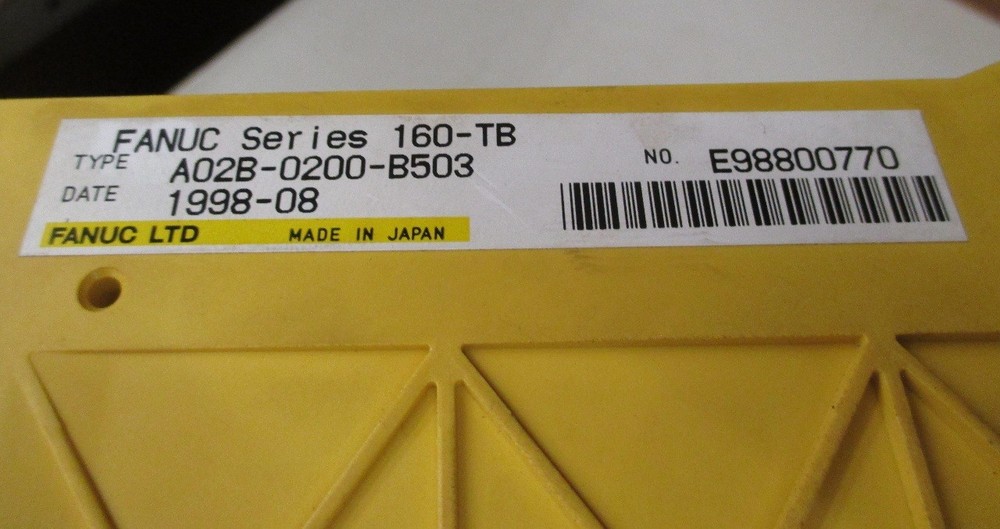 FANUC Series 160-TB
TYPE A02B-0200-B503
DATE 1998-08
FANUC LTD MADE IN JAPAN
NO. E98800770